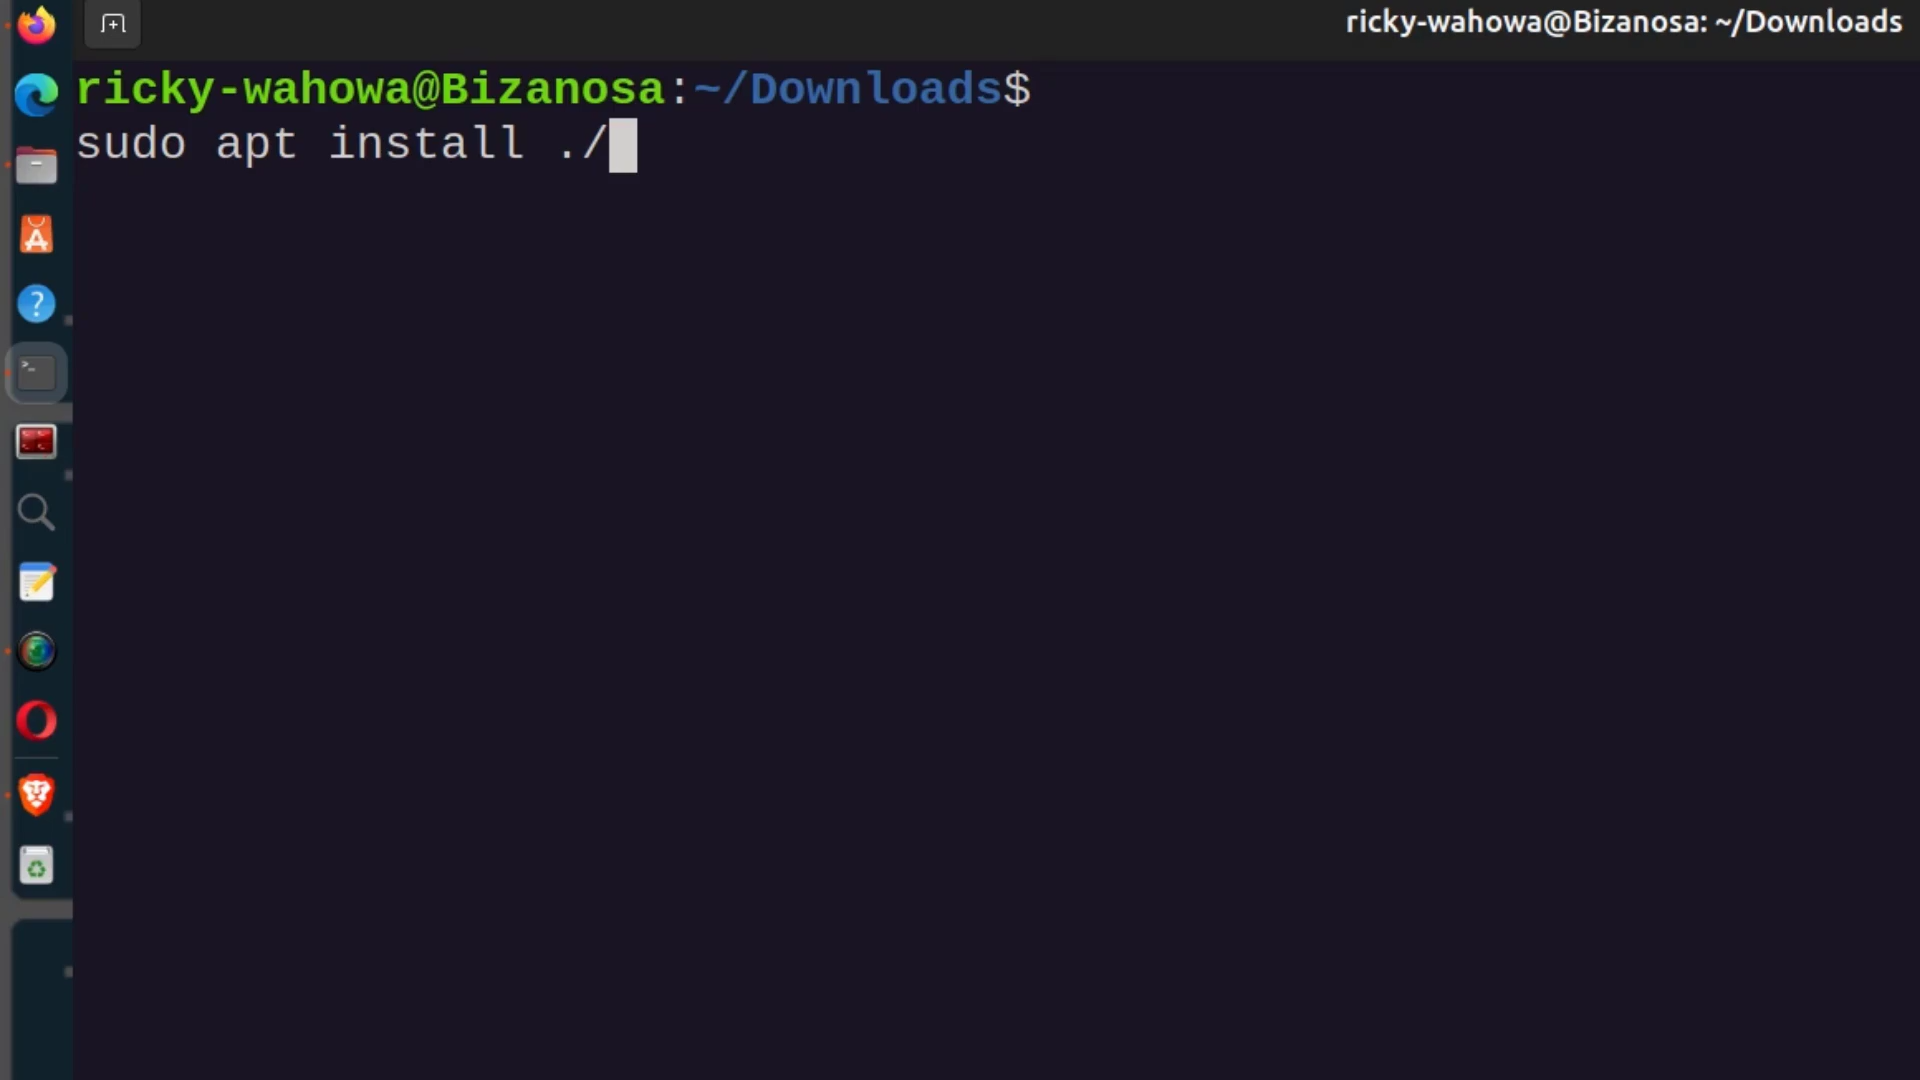 ricky-wahowa@Bizanosa: ~/Downloads
ricky-wahowa@Bizanosa:~/Downloads$
sudo apt install ./